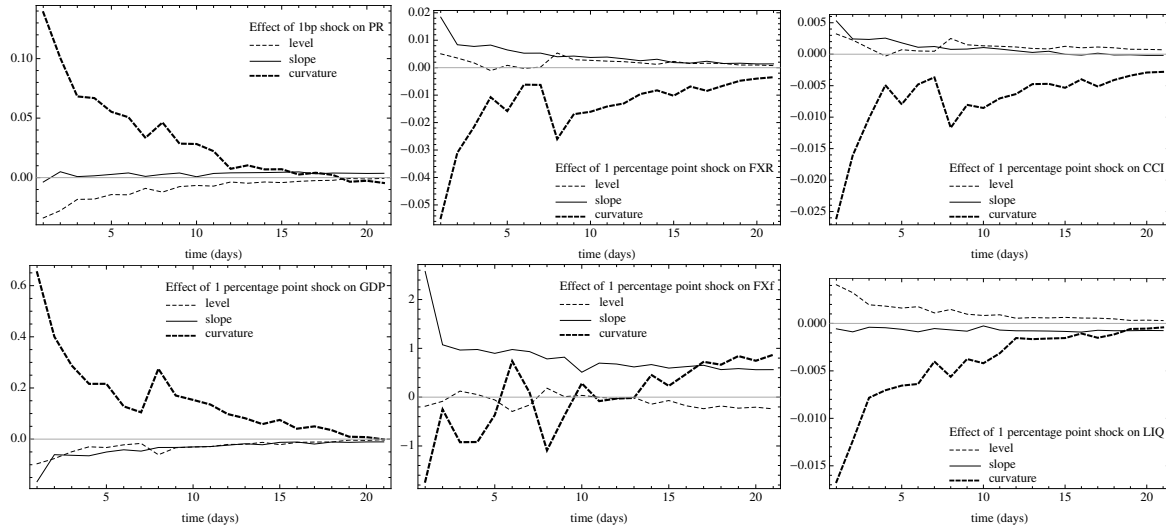 Effect of 1bp shock on PR
level
slope
curvature
0.10
0.05
0.00
5
10
15
20
time (days)
Effect of 1 percentage point shock on FXR
level
slope
curvature
0.02
0.01
0.00
−0.01
−0.02
−0.03
−0.04
−0.05
5
10
15
20
time (days)
Effect of 1 percentage point shock on CCI
level
slope
curvature
0.005
0.000
−0.005
−0.010
−0.015
−0.020
−0.025
5
10
15
20
time (days)
Effect of 1 percentage point shock on GDP
level
slope
curvature
0.6
0.4
0.2
0.0
5
10
15
20
time (days)
Effect of 1 percentage point shock on FXf
level
slope
curvature
2
1
0
−1
5
10
15
20
time (days)
Effect of 1 percentage point shock on LIQ
level
slope
curvature
0.000
−0.005
−0.010
−0.015
5
10
15
20
time (days)